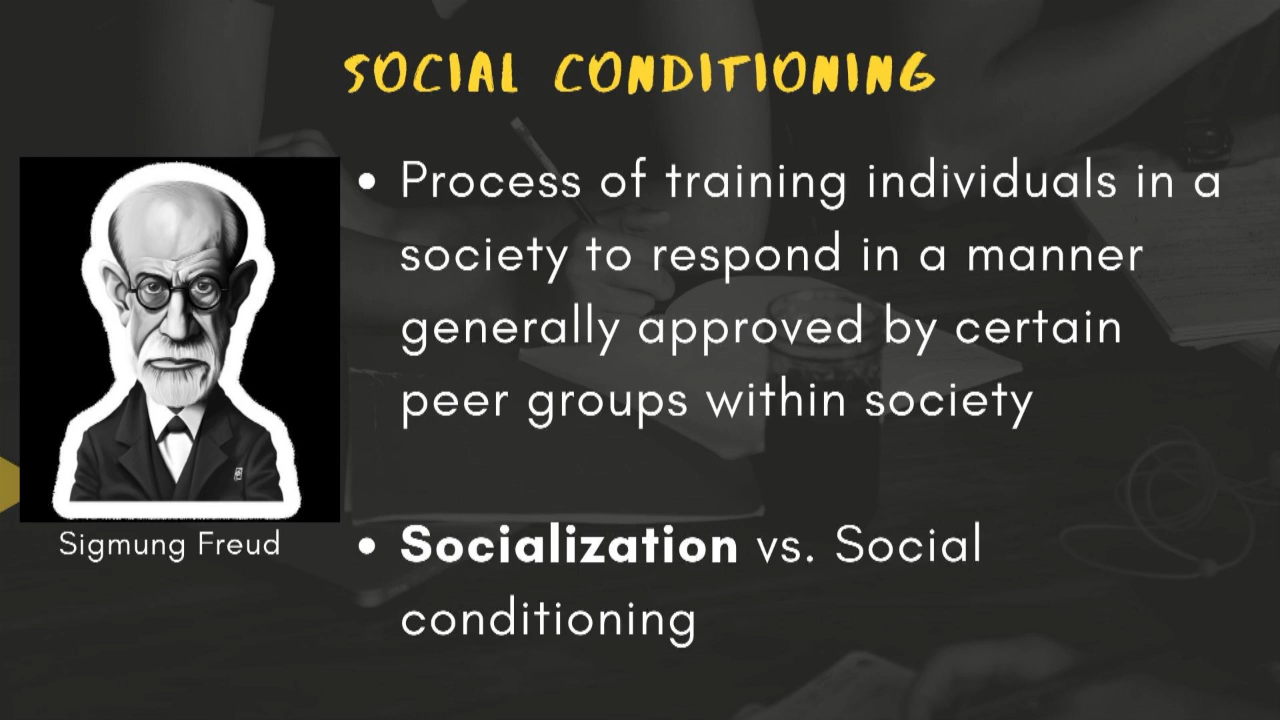 SOCIAL CONDITIONING
• Process of training individuals in a
society to respond in a manner
generally approved by certain
peer groups within society
Sigmung Freud
• Socialization vs. Social
conditioning